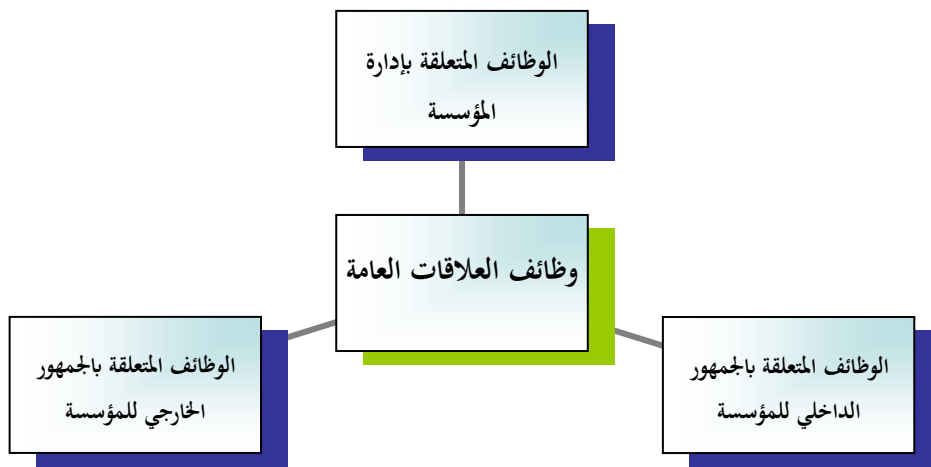 الوظائف المتعلقة بإدارة
المؤسسة
وظائف العلاقات العامة
الوظائف المتعلقة بالجمهور
الداخلي للمؤسسة
الوظائف المتعلقة بالجمهور
الخارجي للمؤسسة